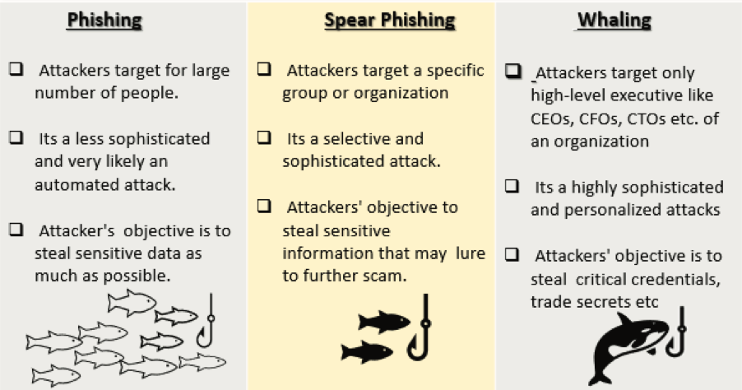 Phishing
Attackers target for large
number of people.
Its a less sophisticated
and very likely an
automated attack.
Attacker's objective is to
steal sensitive data as
much as possible.
Spear Phishing
Attackers target a specific
group or organization
Its a selective and
sophisticated attack.
Attackers' objective to
steal sensitive
information that may lure
to further scam.
Whaling
Attackers target only
high-level executive like
CEOs, CFOs, CTOs etc. of
an organization
Its a highly sophisticated
and personalized attacks
Attackers' objective is to
steal critical credentials,
trade secrets etc